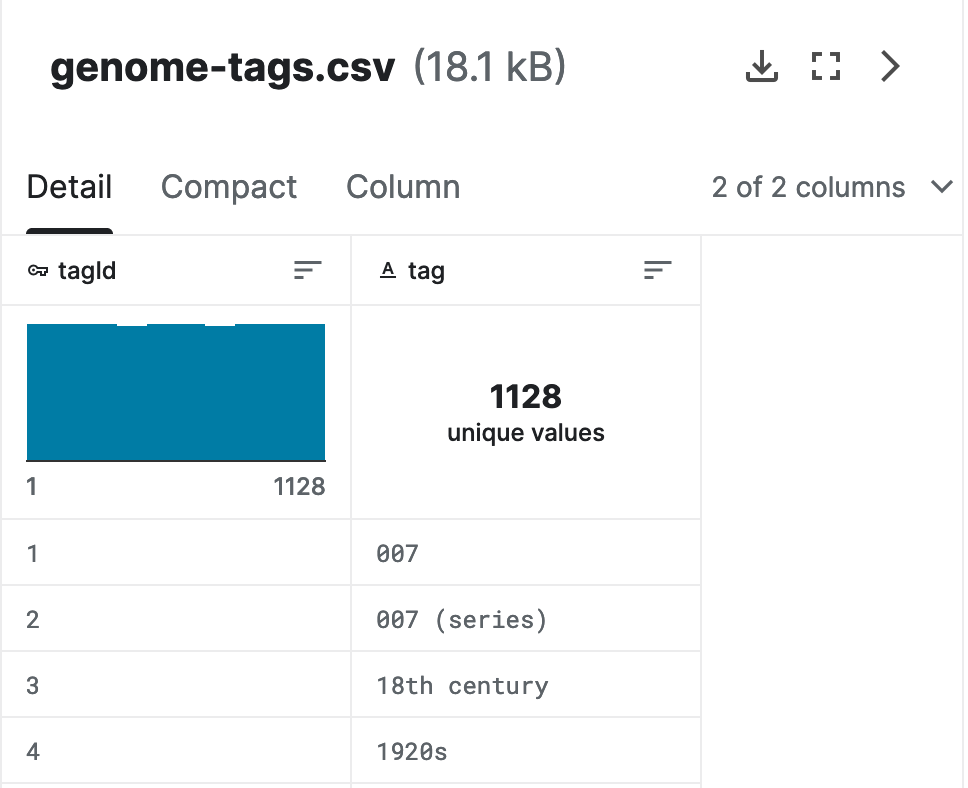 genome-tags.csv (18.1 kB)
Detail Compact Column 2 of 2 columns
tagId A tag
1128
unique values
1 1128
1 007
2 007 (series)
3 18th century
4 1920s